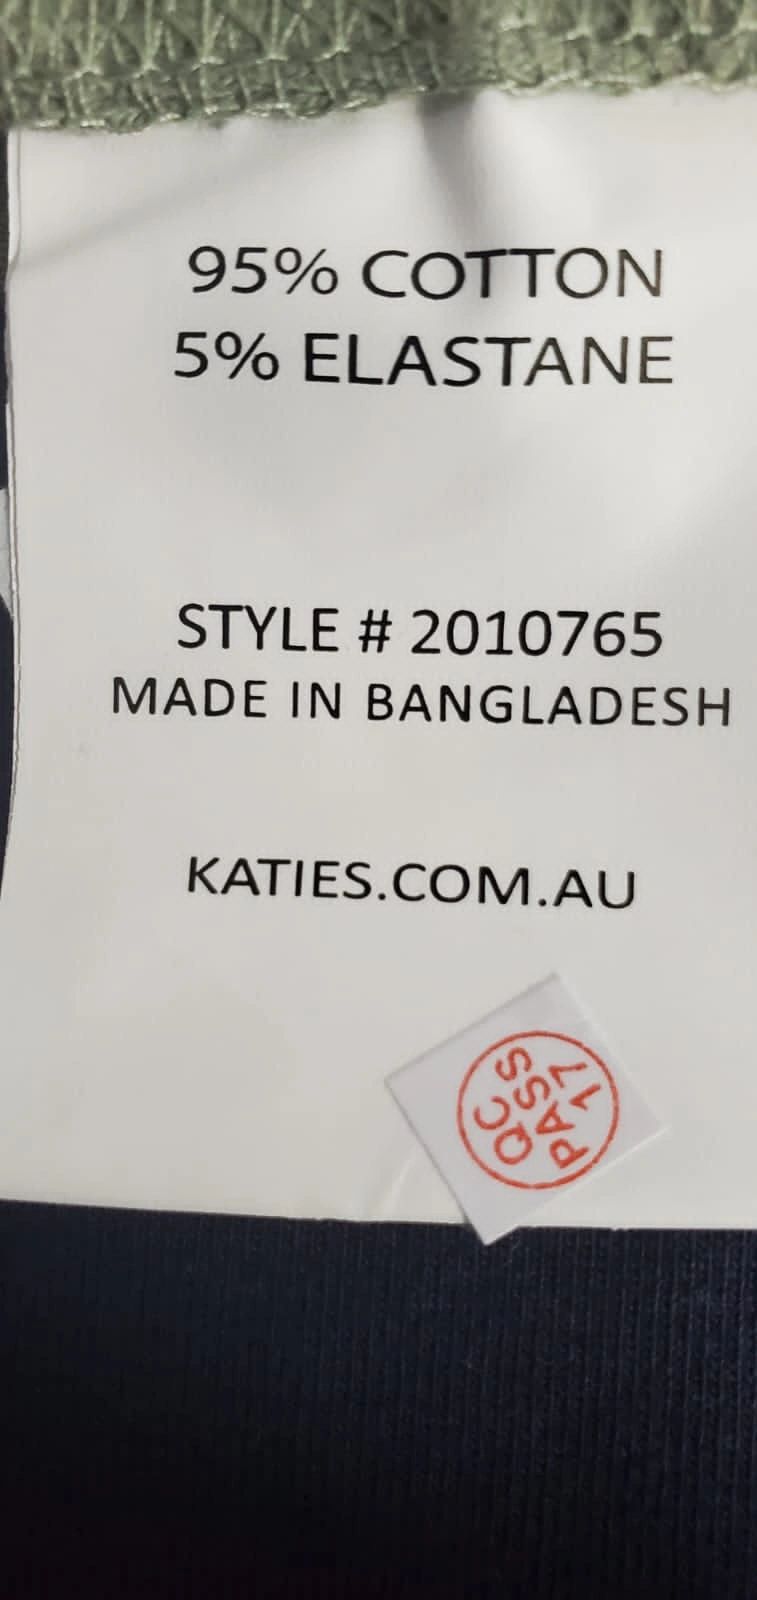 95% COTTON
5% ELASTANE
STYLE # 2010765
MADE IN BANGLADESH
KATIES.COM.AU
QC
PASS
17